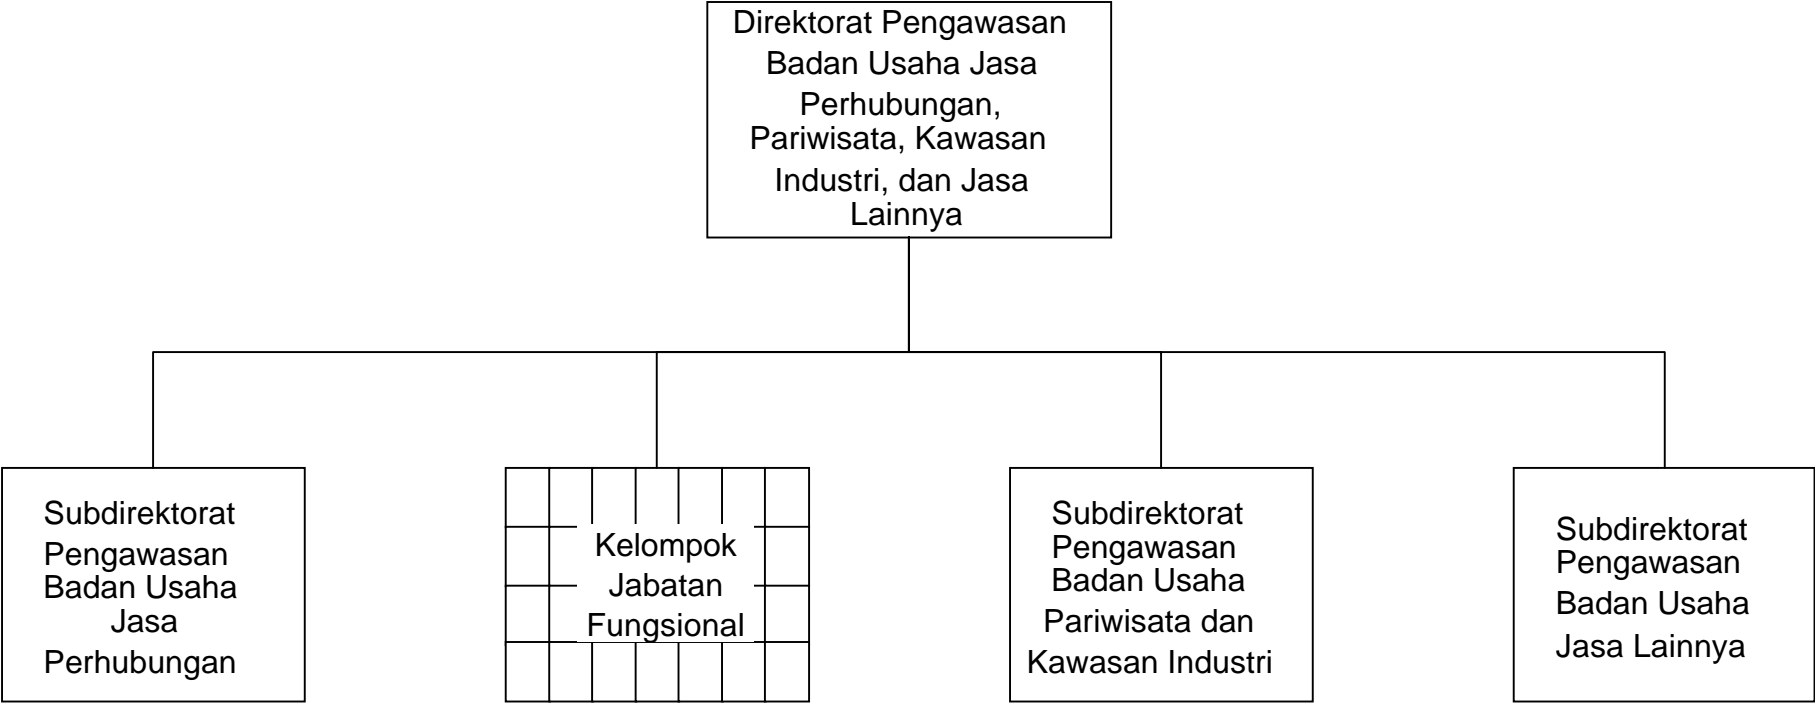 Direktorat Pengawasan
Badan Usaha Jasa
Perhubungan,
Pariwisata, Kawasan
Industri, dan Jasa
Lainnya
Subdirektorat
Pengawasan
Badan Usaha
Jasa
Perhubungan
Kelompok
Jabatan
Fungsional
Subdirektorat
Pengawasan
Badan Usaha
Pariwisata dan
Kawasan Industri
Subdirektorat
Pengawasan
Badan Usaha
Jasa Lainnya